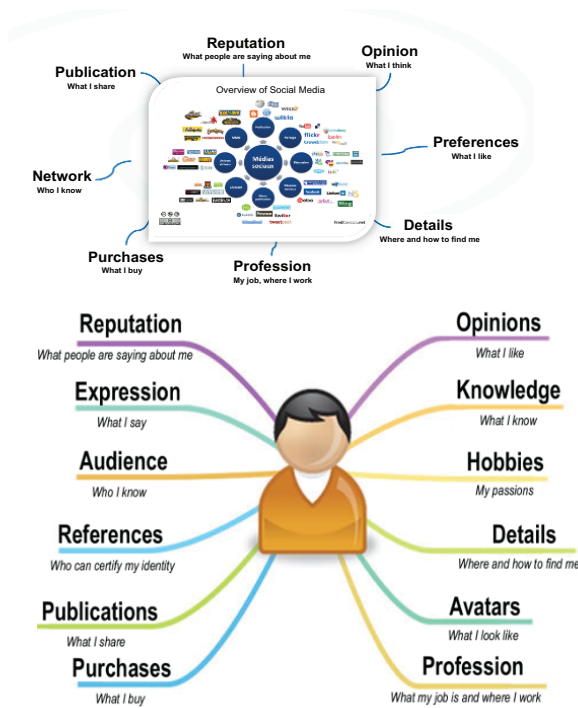 Reputation
What people are saying about me
Opinion
What I think
Publication
What I share
Overview of Social Media
wikia
flickr
Médias
sociaux
Preferences
What I like
Network
Who I know
twitter
Details
Where and how to find me
Purchases
What I buy
Profession
My job, where I work
Reputation
What people are saying about me
Opinions
What I like
Expression
What I say
Knowledge
What I know
Audience
Who I know
Hobbies
My passions
References
Who can certify my identity
Details
Where and how to find me
Publications
What I share
Avatars
What I look like
Purchases
What I buy
Profession
What my job is and where I work